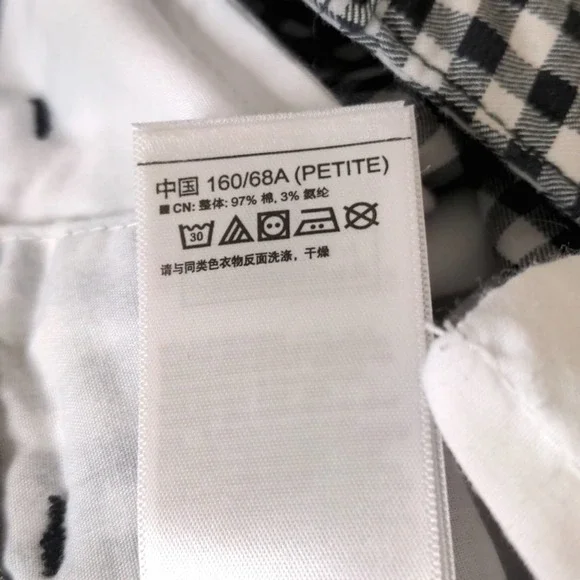 中国 160/68A (PETITE)
CN: 整体: 97% 棉, 3% 氨纶
30
请与同类色衣物反面洗涤，干燥